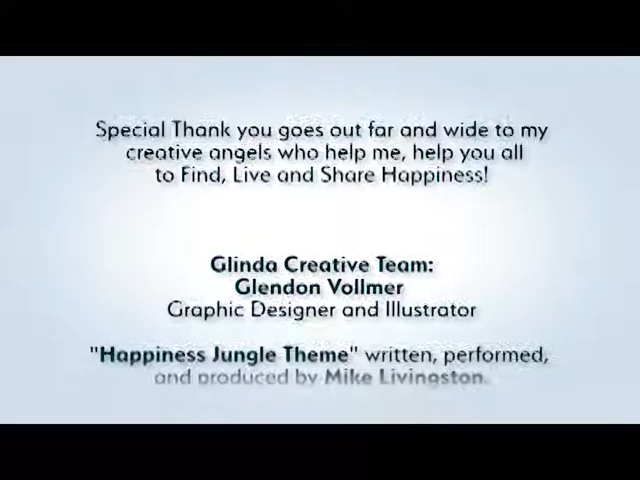 Special Thank you goes out far and wide to my
creative angels who help me, help you all
to Find, Live and Share Happiness!
Glinda Creative Team:
Glendon Vollmer
Graphic Designer and Illustrator
"Happiness Jungle Theme" written, performed,
and produced by Mike Livingston.